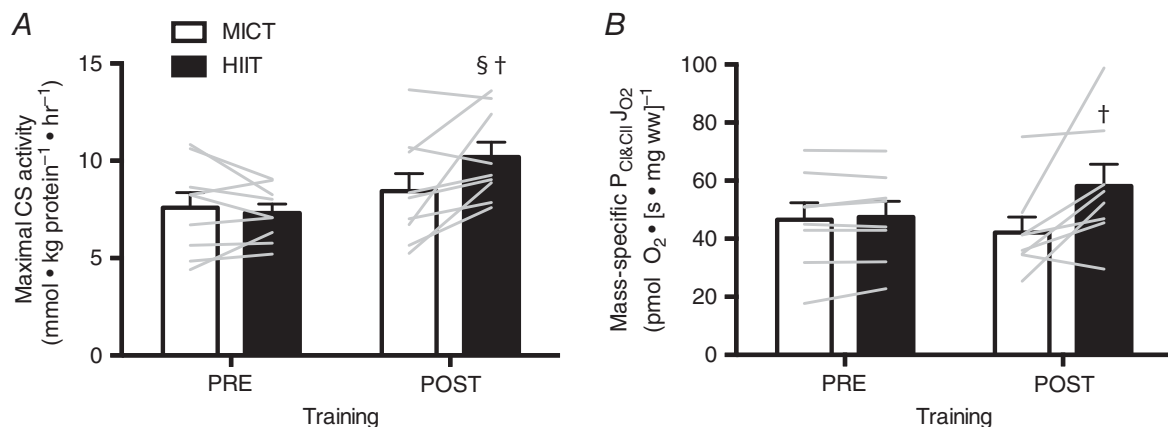 A
MICT
HIIT
Maximal CS activity
(mmol • kg protein⁻¹ • hr⁻¹)
15
10
5
0
§ †
PRE
POST
Training
B
Mass-specific P_CI&CII J_O2
(pmol O₂ • [s • mg ww]⁻¹
100
80
60
40
20
0
†
PRE
POST
Training